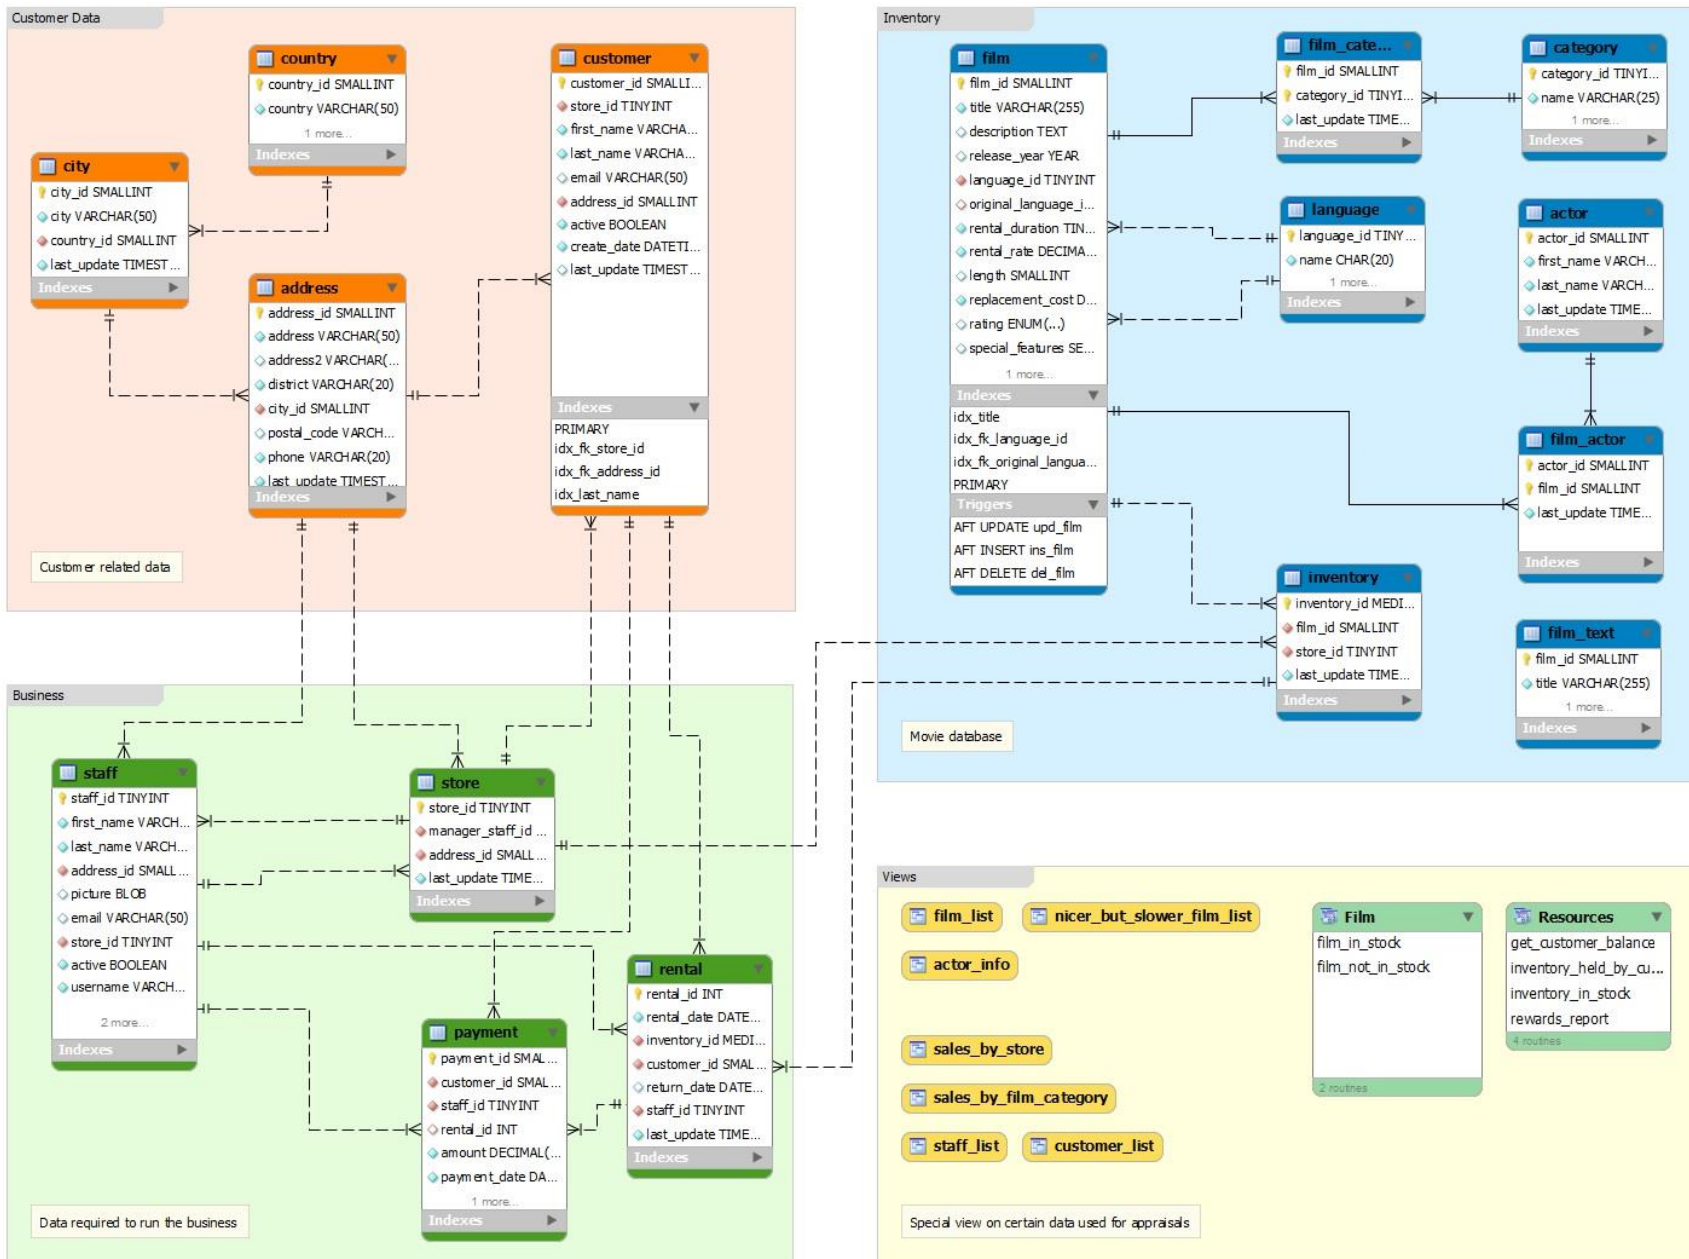 Customer Data
country
country_id SMALLINT
country VARCHAR(50)
1 more...
Indexes
customer
customer_id SMALLI...
store_id TINYINT
first_name VARCHA...
last_name VARCHA...
email VARCHAR(50)
address_id SMALLINT
active BOOLEAN
create_date DATETI...
last_update TIMEST...
Indexes
PRIMARY
idx_fk_store_id
idx_fk_address_id
idx_last_name
city
city_id SMALLINT
city VARCHAR(50)
country_id SMALLINT
last_update TIMEST...
Indexes
address
address_id SMALLINT
address VARCHAR(50)
address2 VARCHAR(...
district VARCHAR(20)
city_id SMALLINT
postal_code VARCH...
phone VARCHAR(20)
last_update TIMEST...
Indexes
Customer related data
Inventory
film
film_id SMALLINT
title VARCHAR(255)
description TEXT
release_year YEAR
language_id TINYINT
original_language_i...
rental_duration TIN...
rental_rate DECIMA...
length SMALLINT
replacement_cost D...
rating ENUM(...)
special_features SE...
1 more...
Indexes
idx_title
idx_fk_language_id
idx_fk_original_langua...
PRIMARY
Triggers
AFT UPDATE upd_film
AFT INSERT ins_film
AFT DELETE del_film
film_cate...
film_id SMALLINT
category_id TINYI...
last_update TIME...
Indexes
category
category_id TINYI...
name VARCHAR(25)
1 more...
Indexes
language
language_id TINY...
name CHAR(20)
1 more...
Indexes
actor
actor_id SMALLINT
first_name VARCH...
last_name VARCH...
last_update TIME...
Indexes
film_actor
actor_id SMALLINT
film_id SMALLINT
last_update TIME...
Indexes
inventory
inventory_id MEDI...
film_id SMALLINT
store_id TINYINT
last_update TIME...
Indexes
film_text
film_id SMALLINT
title VARCHAR(255)
1 more...
Indexes
Movie database
Business
staff
staff_id TINYINT
first_name VARCH...
last_name VARCH...
address_id SMALL...
picture BLOB
email VARCHAR(50)
store_id TINYINT
active BOOLEAN
username VARCH...
2 more...
Indexes
store
store_id TINYINT
manager_staff_id ...
address_id SMALL...
last_update TIME...
Indexes
payment
payment_id SMAL...
customer_id SMAL...
staff_id TINYINT
rental_id INT
amount DECIMAL(...
payment_date DA...
1 more...
Indexes
rental
rental_id INT
rental_date DATE...
inventory_id MEDI...
customer_id SMAL...
return_date DATE...
staff_id TINYINT
last_update TIME...
Indexes
Data required to run the business
Views
film_list
nicer_but_slower_film_list
actor_info
sales_by_store
sales_by_film_category
staff_list
customer_list
Film
film_in_stock
film_not_in_stock
2 routines
Resources
get_customer_balance
inventory_held_by_cu...
inventory_in_stock
rewards_report
4 routines
Special view on certain data used for appraisals